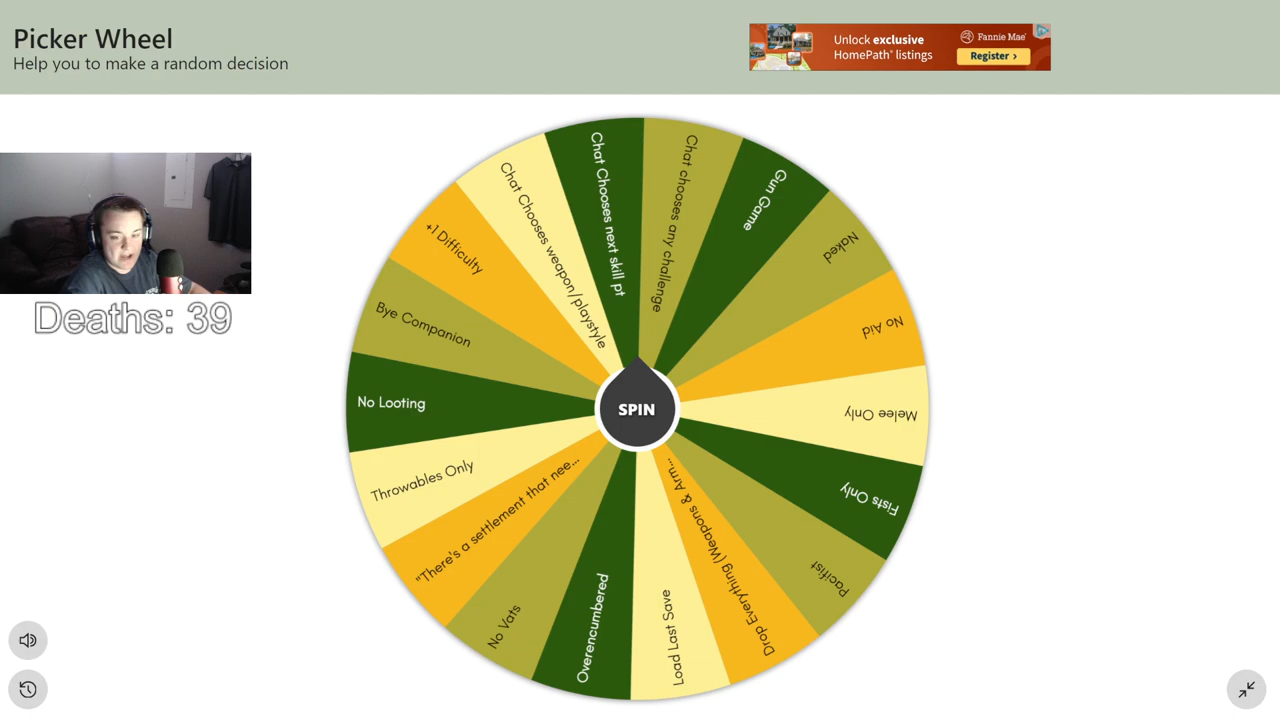 Picker Wheel
Help you to make a random decision
Unlock exclusive
HomePath® listings
Fannie Mae®
Register ›
Deaths: 39
Chat Chooses next skill pt
Chat chooses any challenge
Gun Game
Naked
No Aid
Melee Only
Fists Only
Pacifist
Drop Everything (Weapons & Arm...
Load Last Save
Overencumbered
No Vats
"There's a settlement that nee...
Throwables Only
No Looting
Bye Companion
+1 Difficulty
Chat Chooses weapon/playstyle
SPIN